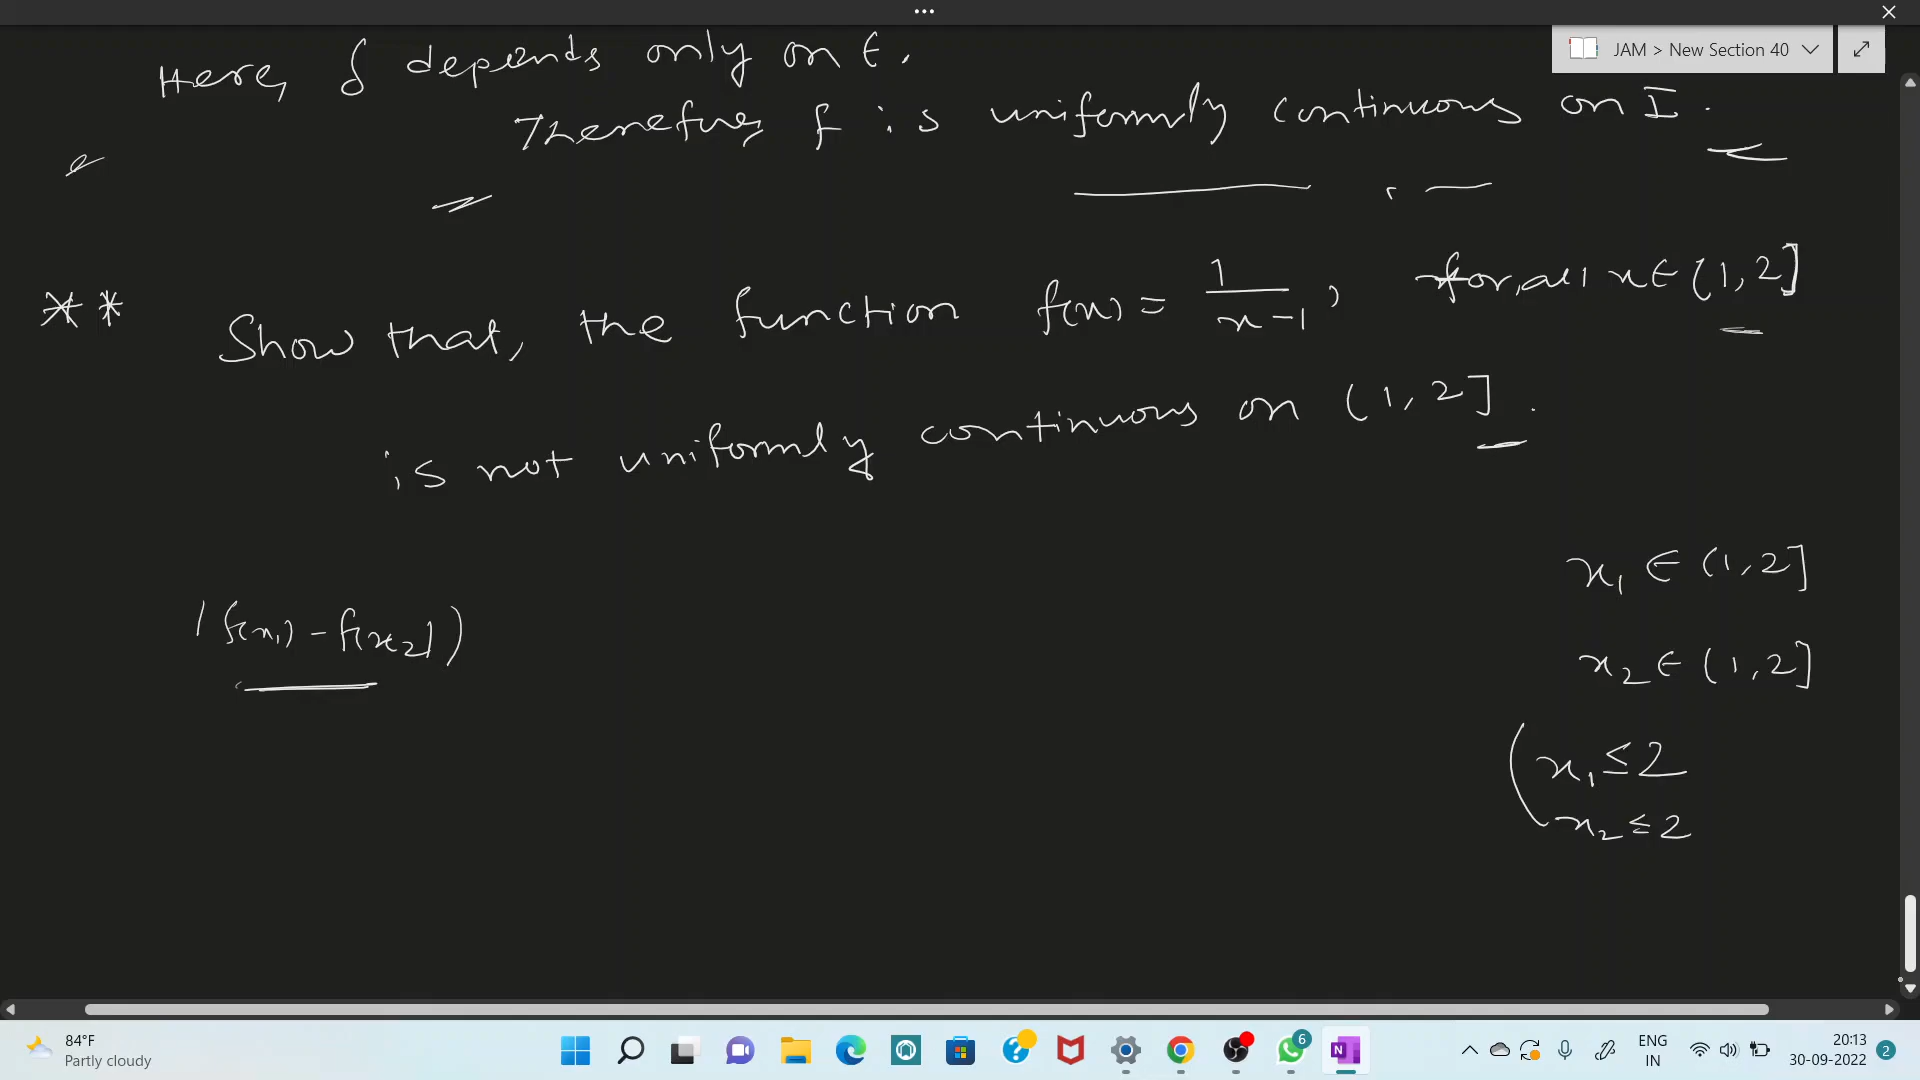 JAM > New Section 40
Here, δ depends only on ϵ.
Therefore, f is uniformly continuous on I.
** Show that, the function f(x) = 1/(x-1), for all x ∈ (1, 2]
is not uniformly continuous on (1, 2].
x₁ ∈ (1, 2]
|f(x₁) - f(x₂)|
x₂ ∈ (1, 2]
x₁ ≤ 2
x₂ ≤ 2
84°F
Partly cloudy
6
ENG
IN
20:13
30-09-2022
2